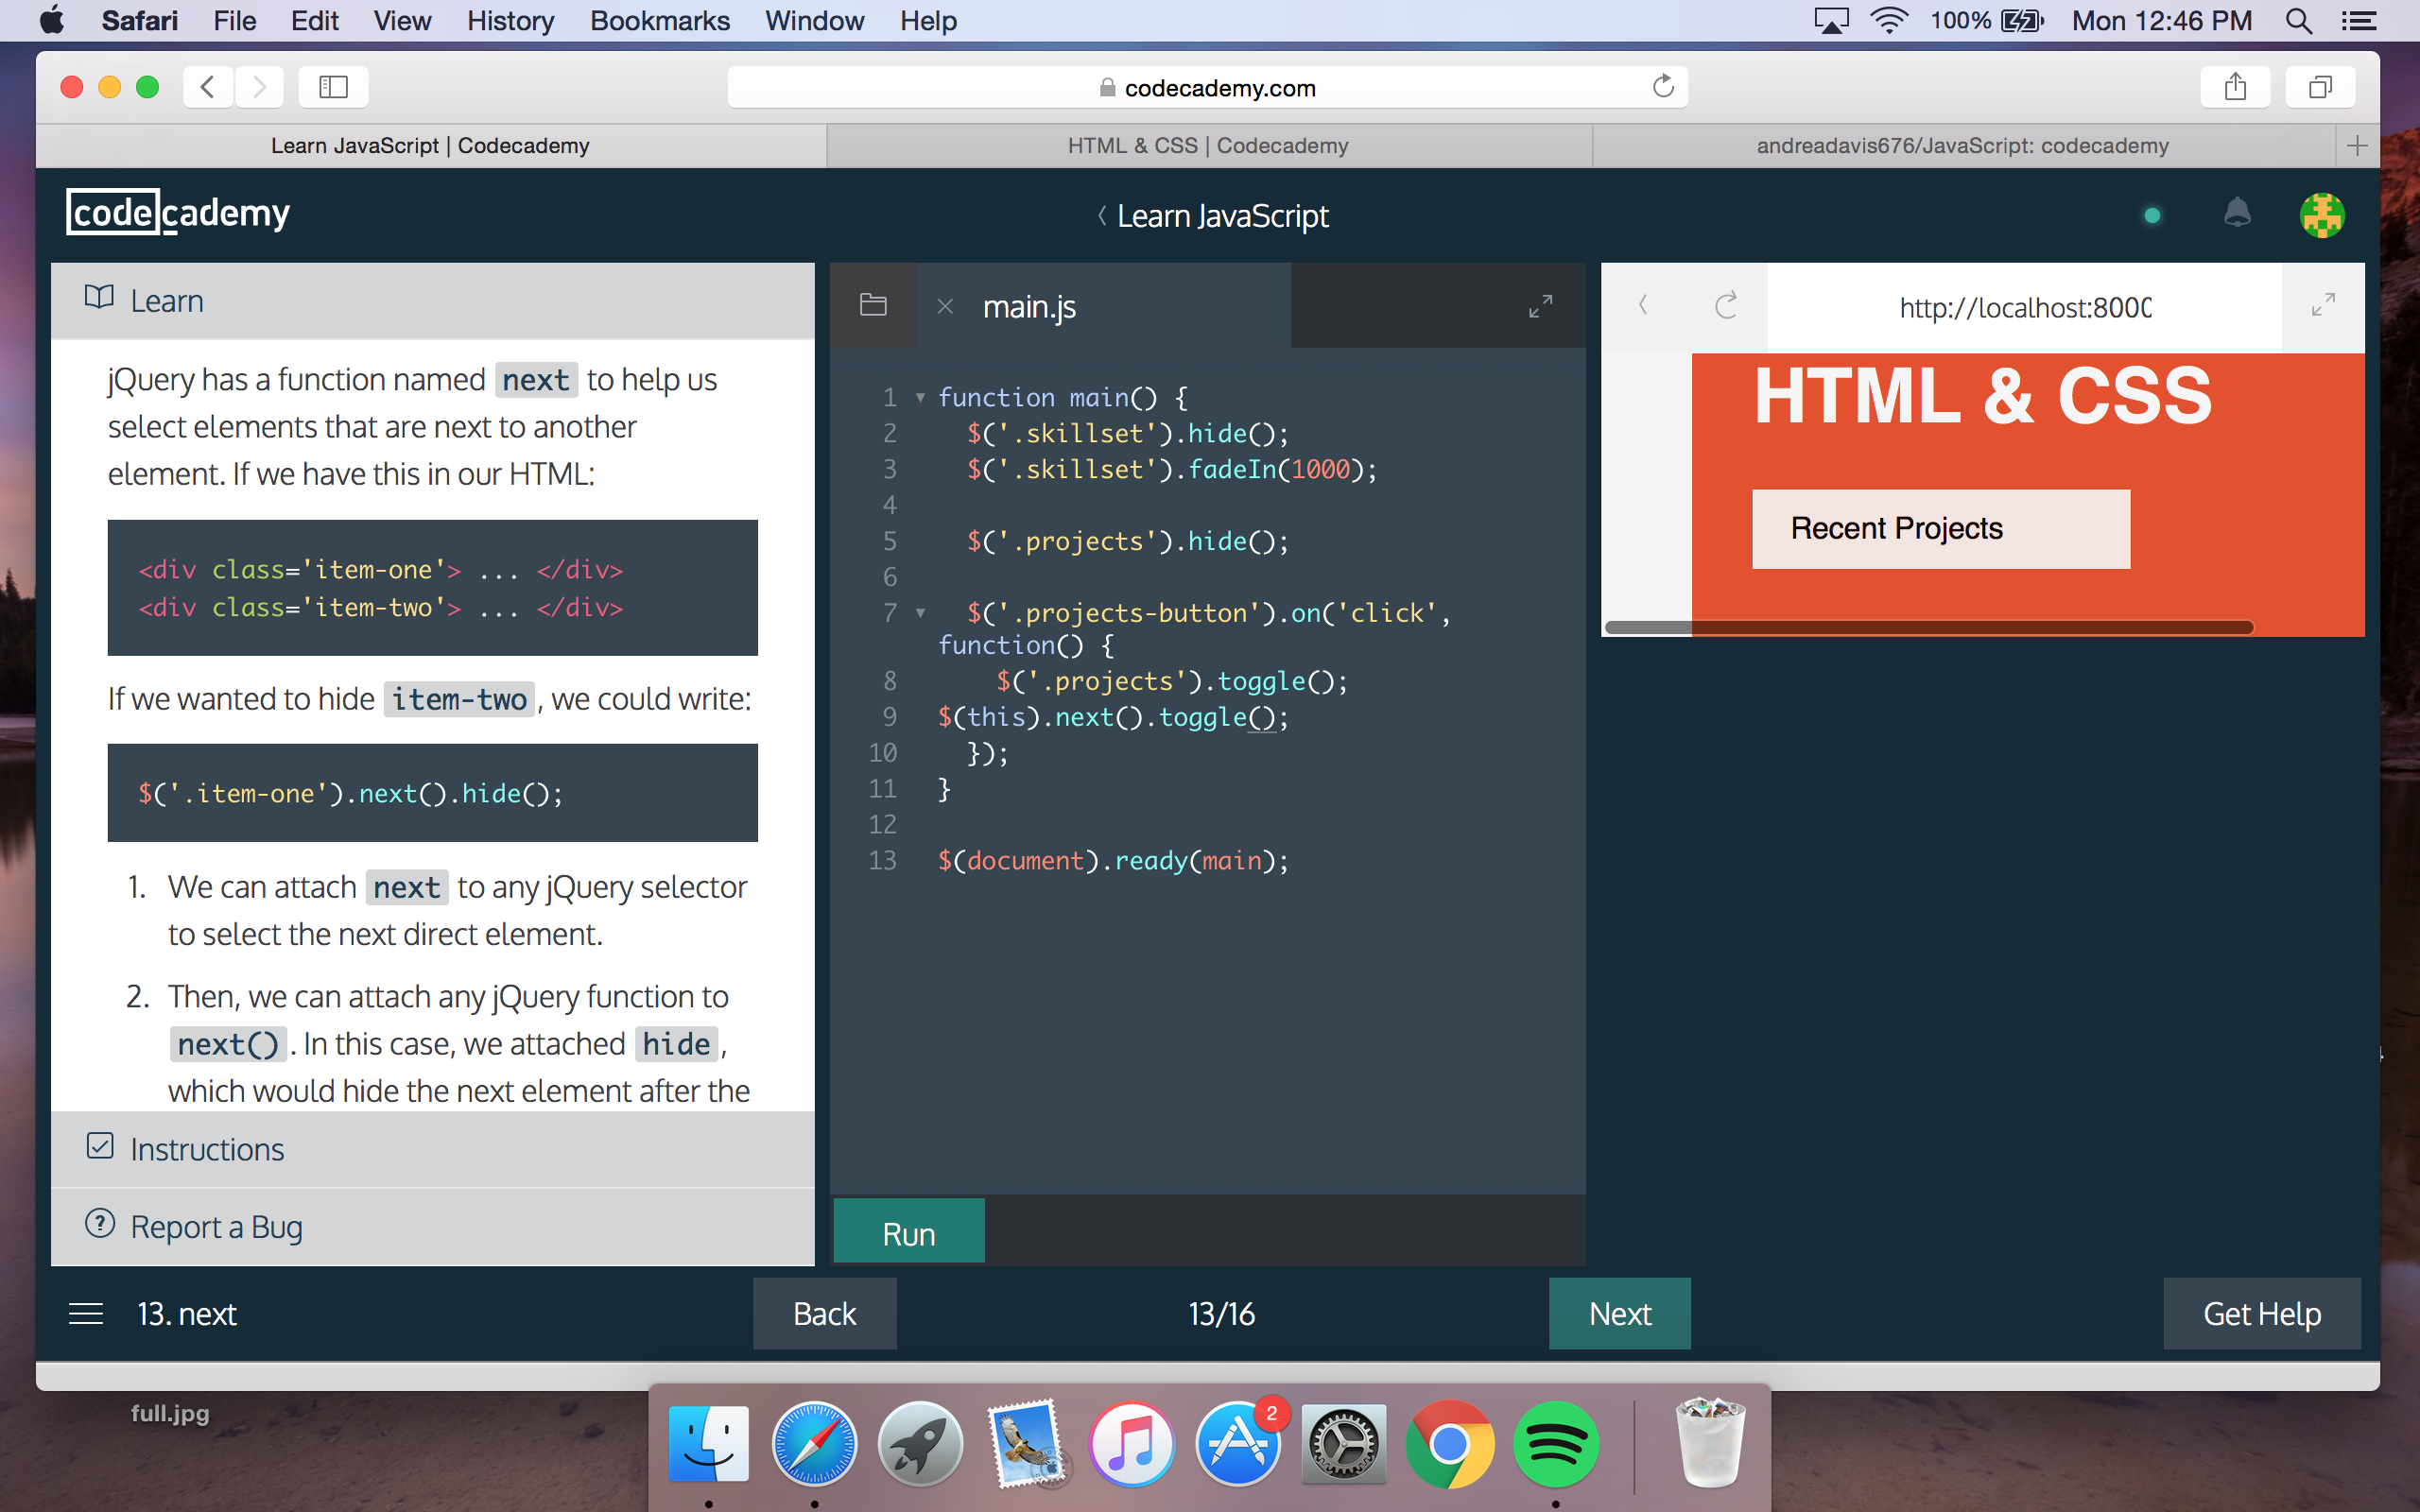 Safari File Edit View History Bookmarks Window Help 100% Mon 12:46 PM
codecademy.com
Learn JavaScript | Codecademy
HTML & CSS | Codecademy
andreadavis676/JavaScript: codecademy
codecademy
Learn JavaScript
Learn
jQuery has a function named next to help us
select elements that are next to another
element. If we have this in our HTML:
<div class='item-one'> ... </div>
<div class='item-two'> ... </div>
If we wanted to hide item-two, we could write:
$('.item-one').next().hide();
1. We can attach next to any jQuery selector
to select the next direct element.
2. Then, we can attach any jQuery function to
next(). In this case, we attached hide,
which would hide the next element after the
Instructions
Report a Bug
main.js
1 function main() {
2 $('.skillset').hide();
3 $('.skillset').fadeIn(1000);
4
5 $('.projects').hide();
6
7 $('.projects-button').on('click',
function() {
8 $('.projects').toggle();
9 $(this).next().toggle();
10 });
11 }
12
13 $(document).ready(main);
Run
http://localhost:8000
HTML & CSS
Recent Projects
13. next
Back
13/16
Next
Get Help
full.jpg
2